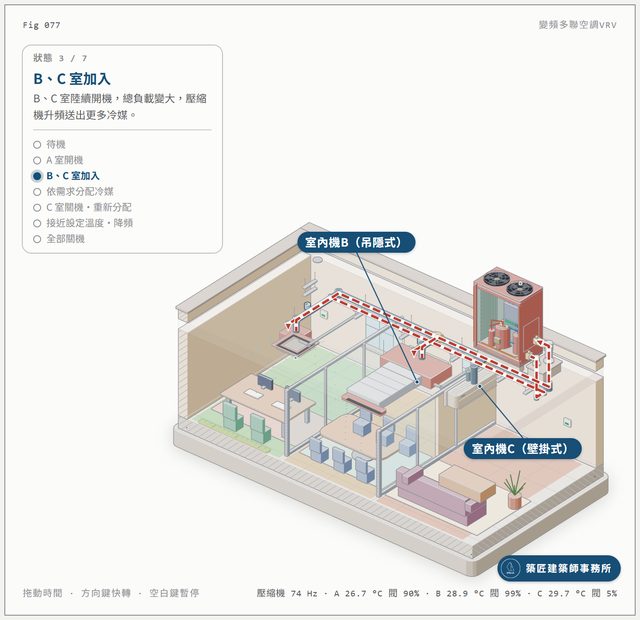 Fig 077
變頻多聯空調VRV
狀態 3 / 7
B、C 室加入
B、C 室陸續開機，總負載變大，壓縮
機升頻送出更多冷媒。
待機
A 室開機
B、C 室加入
依需求分配冷媒
C 室關機・重新分配
接近設定溫度・降頻
全部關機
室內機B（吊隱式）
室內機C（壁掛式）
築匠建築師事務所
拖動時間 · 方向鍵快轉 · 空白鍵暫停
壓縮機 74 Hz · A 26.7 °C 閥 90% · B 28.9 °C 閥 99% · C 29.7 °C 閥 5%